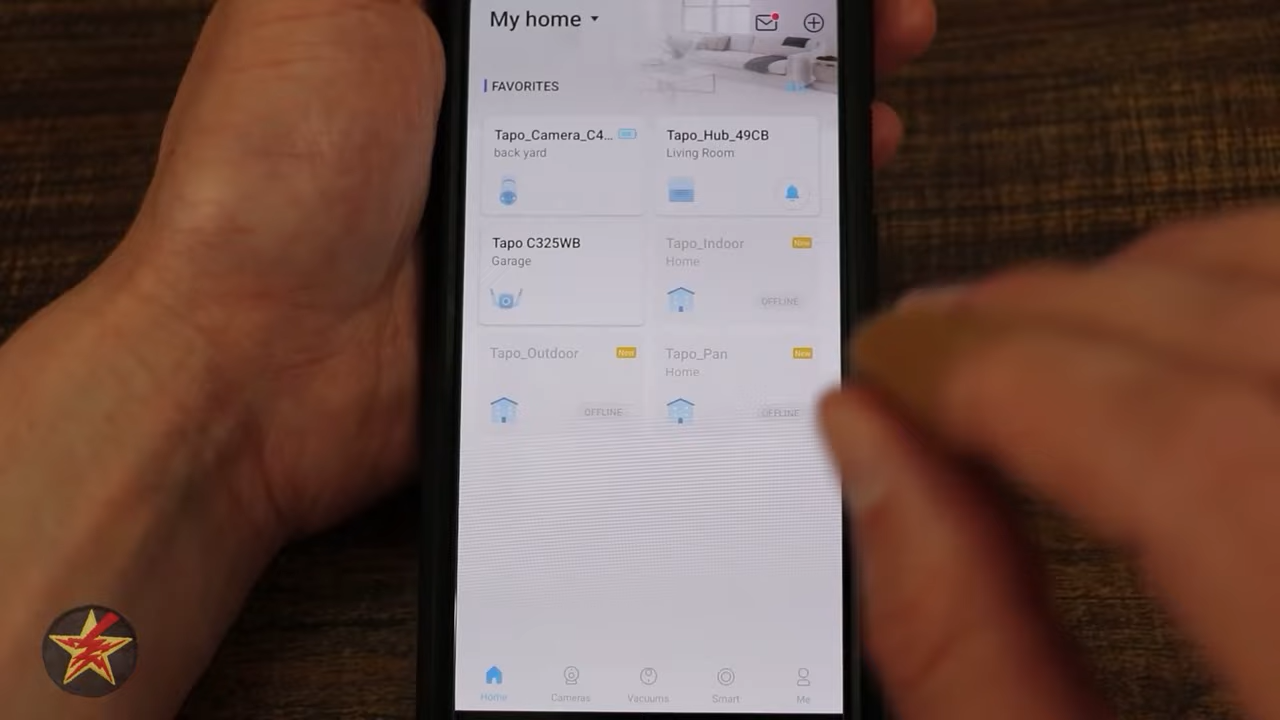 My home
FAVORITES
Tapo_Camera_C4...
back yard
Tapo_Hub_49CB
Living Room
Tapo C325WB
Garage
Tapo_Indoor
New
Home
OFFLINE
Tapo_Outdoor
New
OFFLINE
Tapo_Pan
New
Home
OFFLINE
Home
Cameras
Vacuums
Smart
Me